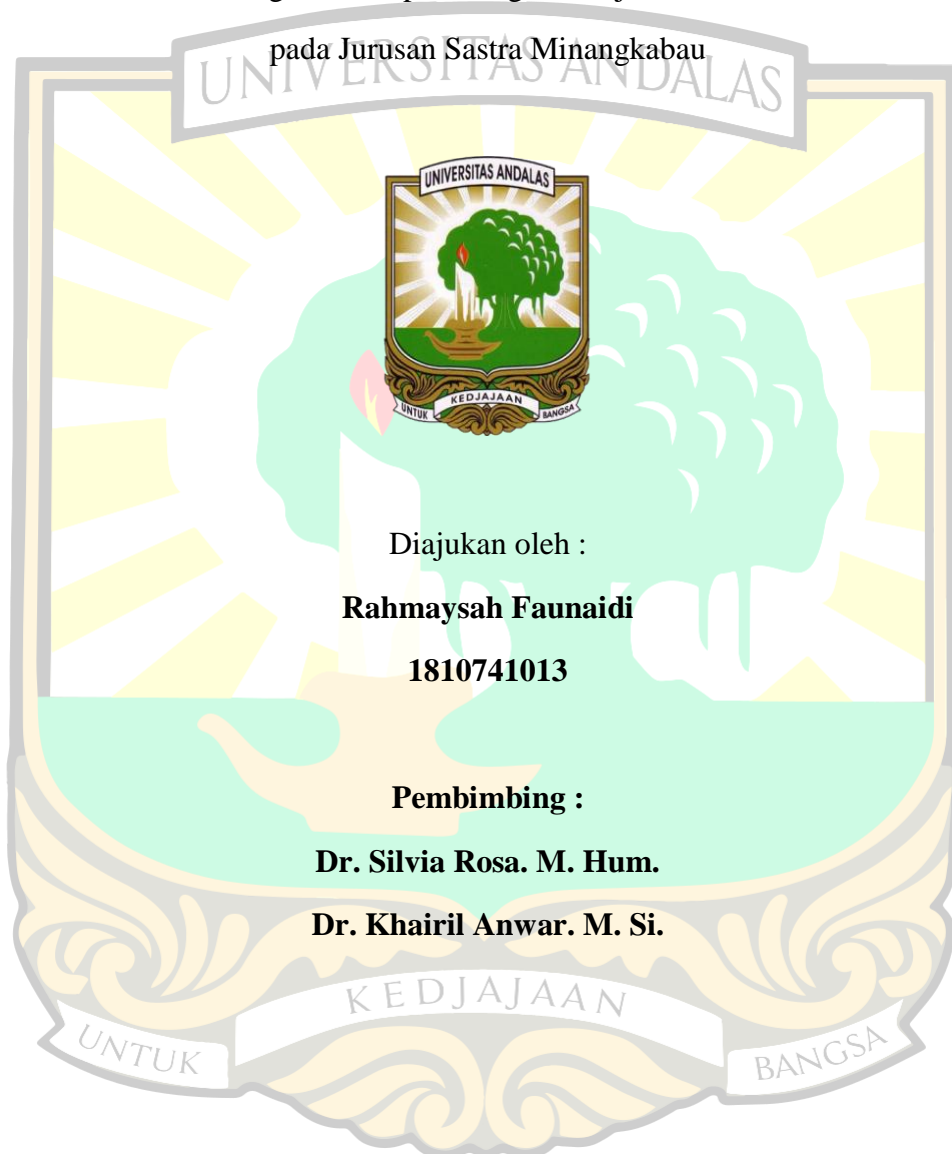 pada Jurusan Sastra Minangkabau
UNIVERSITAS ANDALAS
UNIVERSITAS ANDALAS
UNTUK KEDJAJAAN BANGSA
Diajukan oleh :
Rahmaysah Faunaidi
1810741013
Pembimbing :
Dr. Silvia Rosa. M. Hum.
Dr. Khairil Anwar. M. Si.
KEDJAJAAN
UNTUK BANGSA